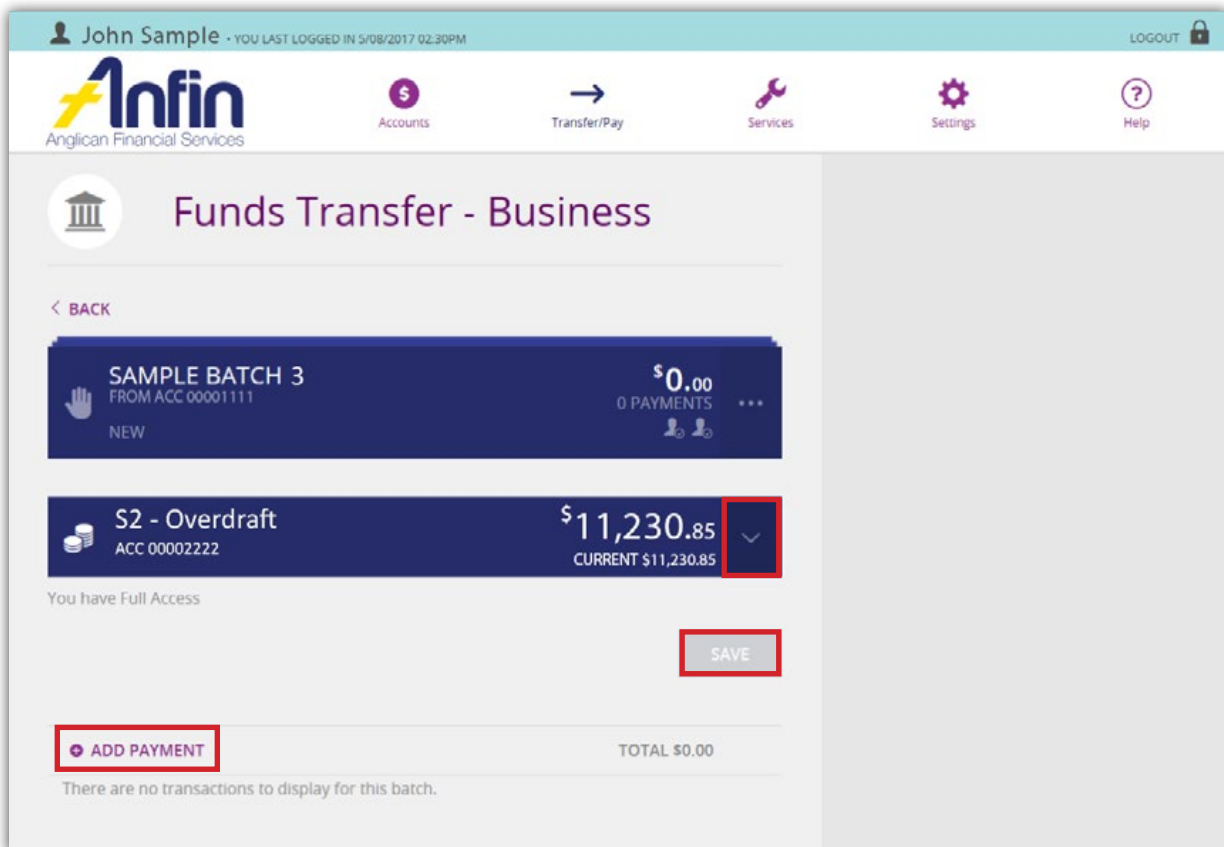 John Sample - YOU LAST LOGGED IN 5/08/2017 02.30PM
LOGOUT
Anfin
Anglican Financial Services
$
Accounts
Transfer/Pay
Services
Settings
?
Help
Funds Transfer - Business
< BACK
SAMPLE BATCH 3
$0.00
FROM ACC 00001111
0 PAYMENTS
...
NEW
S2 - Overdraft
$11,230.85
ACC 00002222
CURRENT $11,230.85
You have Full Access
SAVE
ADD PAYMENT
TOTAL $0.00
There are no transactions to display for this batch.